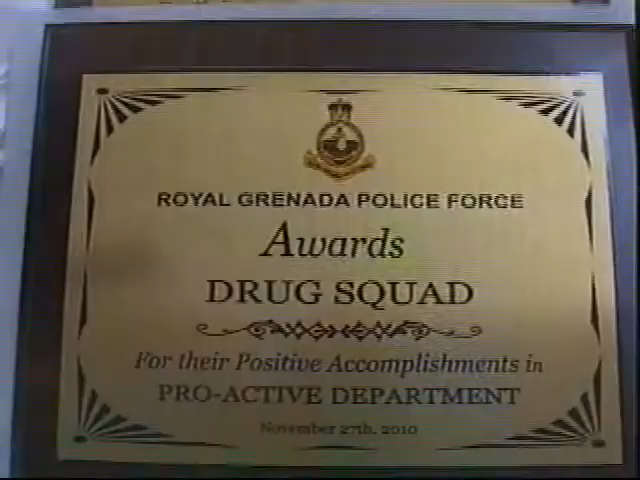 ROYAL GRENADA POLICE FORCE
Awards
DRUG SQUAD
For their Positive Accomplishments in
PRO-ACTIVE DEPARTMENT
November 27th, 2010